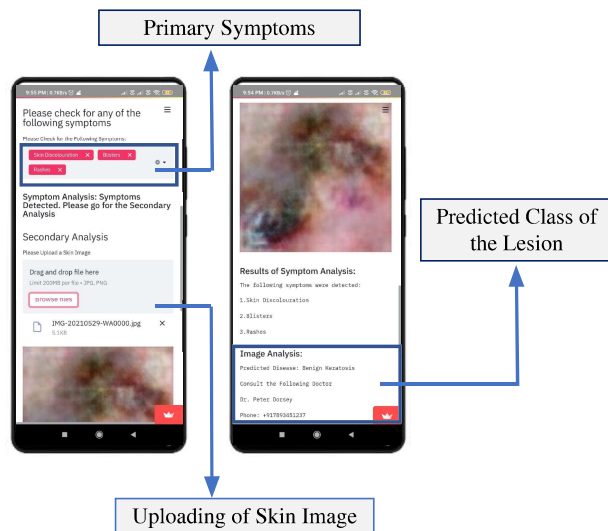 Primary Symptoms
9:55 PM | 0.7KB/s
Please check for any of the
following symptoms
Please Check for the Following Symptoms:
Skin Discolouration × Blisters ×
Rashes ×
Symptom Analysis: Symptoms
Detected. Please go for the Secondary
Analysis
Secondary Analysis
Please Upload a Skin Image
Drag and drop file here
Limit 200MB per file • JPG, PNG
Browse files
IMG-20210529-WA0000.jpg ×
5.1KB
9:54 PM | 0.7KB/s
Results of Symptom Analysis:
The following symptoms were detected:
1.Skin Discolouration
2.Blisters
3.Rashes
Image Analysis:
Predicted Disease: Benign Keratosis
Consult the Following Doctor
Dr. Peter Dorsey
Phone: +917893451237
Predicted Class of
the Lesion
Uploading of Skin Image